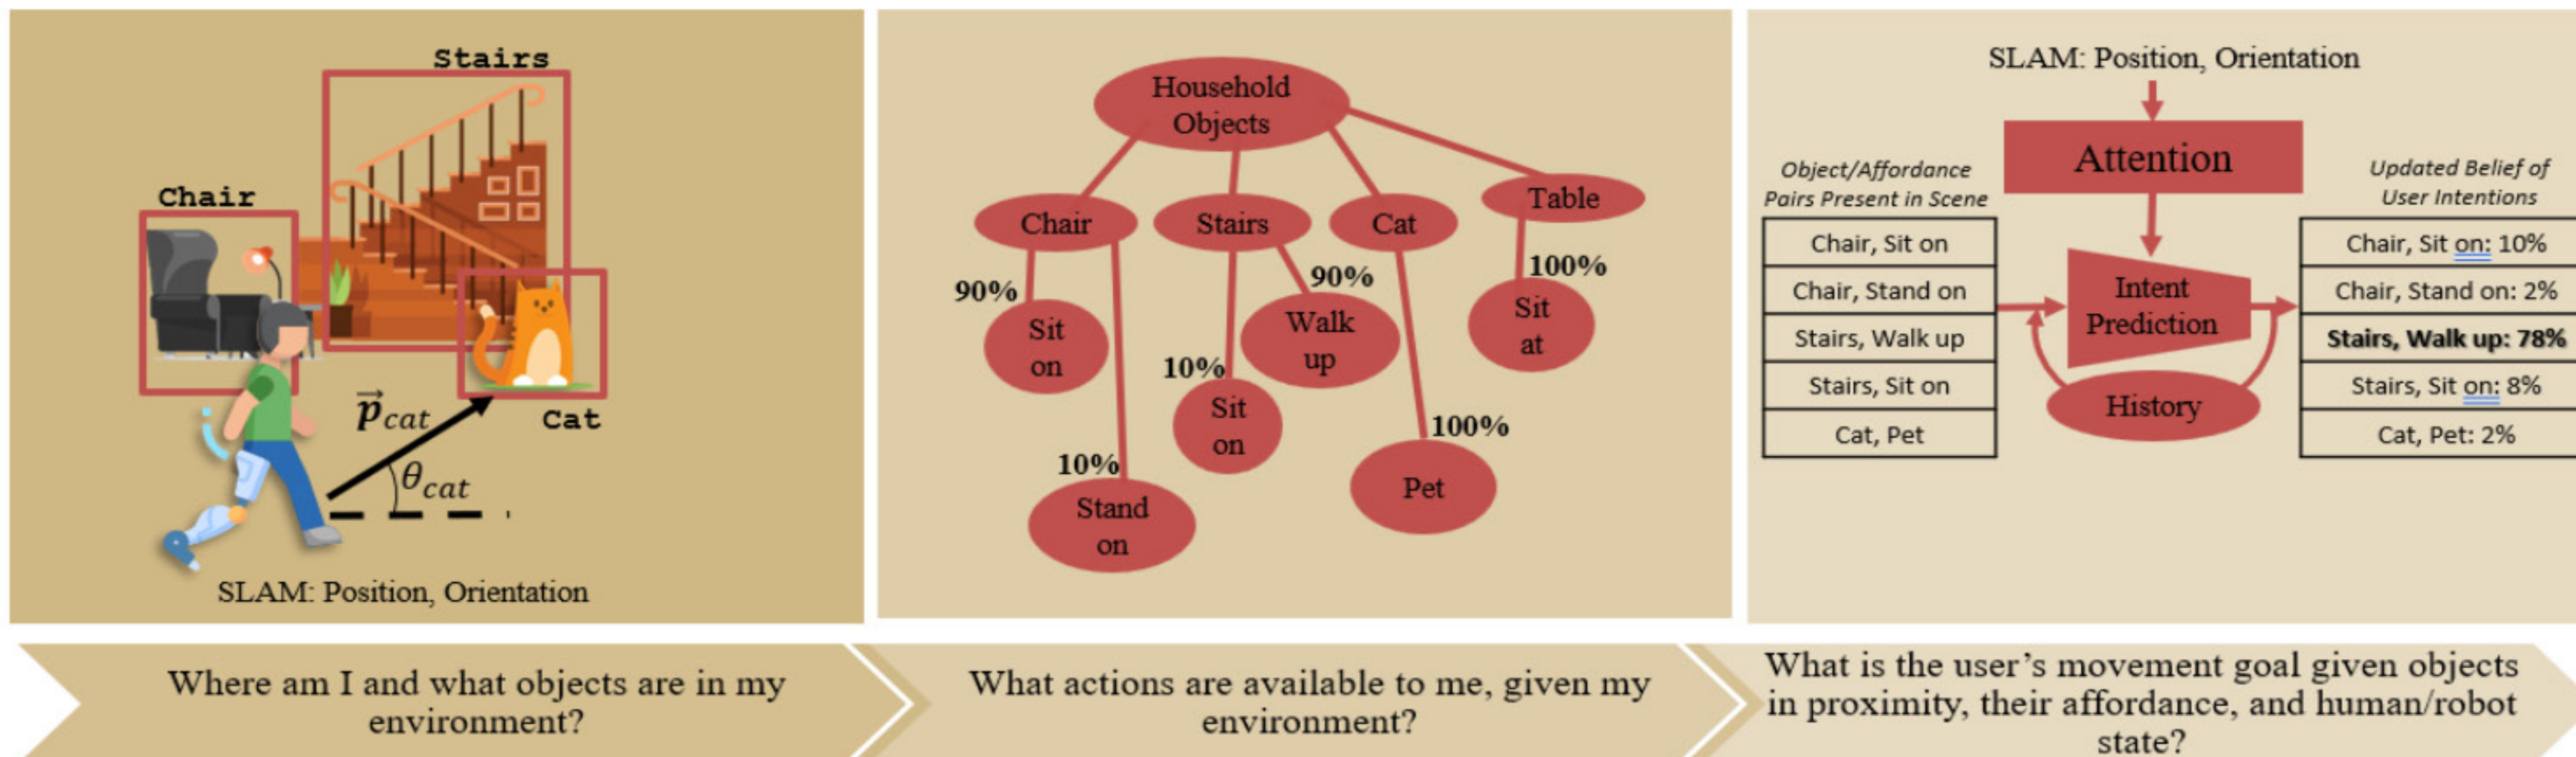 Stairs
Chair
Cat
p⃗cat
θcat
SLAM: Position, Orientation
Household
Objects
Chair
Stairs
Cat
Table
90%
Sit
on
10%
Stand
on
10%
Sit
on
90%
Walk
up
100%
Pet
100%
Sit
at
SLAM: Position, Orientation
Attention
Object/Affordance
Pairs Present in Scene
Chair, Sit on
Chair, Stand on
Stairs, Walk up
Stairs, Sit on
Cat, Pet
Intent
Prediction
History
Updated Belief of
User Intentions
Chair, Sit on: 10%
Chair, Stand on: 2%
Stairs, Walk up: 78%
Stairs, Sit on: 8%
Cat, Pet: 2%
Where am I and what objects are in my
environment?
What actions are available to me, given my
environment?
What is the user’s movement goal given objects
in proximity, their affordance, and human/robot
state?